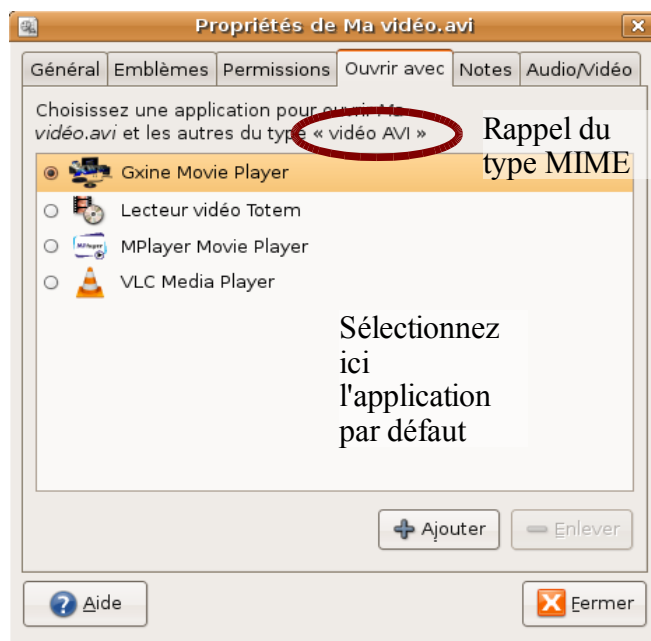 Propriétés de Ma vidéo.avi
Général Emblèmes Permissions Ouvrir avec Notes Audio/Vidéo
Choisissez une application pour ouvrir Ma
vidéo.avi et les autres du type « vidéo AVI »
Rappel du
type MIME
Gxine Movie Player
Lecteur vidéo Totem
MPlayer Movie Player
VLC Media Player
Sélectionnez
ici
l'application
par défaut
Ajouter Enlever
Aide Fermer